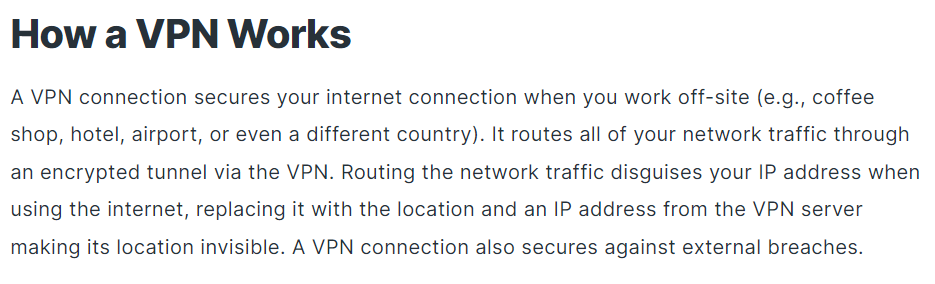 How a VPN Works
A VPN connection secures your internet connection when you work off-site (e.g., coffee
shop, hotel, airport, or even a different country). It routes all of your network traffic through
an encrypted tunnel via the VPN. Routing the network traffic disguises your IP address when
using the internet, replacing it with the location and an IP address from the VPN server
making its location invisible. A VPN connection also secures against external breaches.